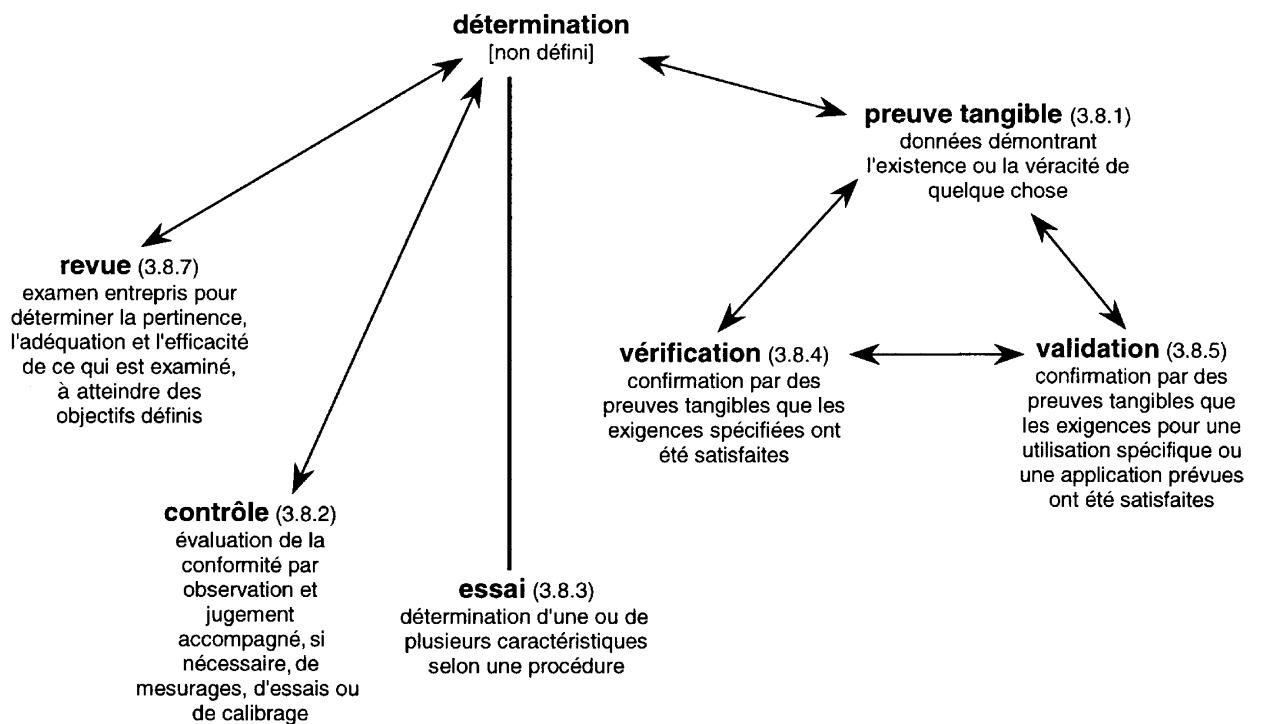 détermination
[non défini]
preuve tangible (3.8.1)
données démontrant
l'existence ou la véracité de
quelque chose
revue (3.8.7)
examen entrepris pour
déterminer la pertinence,
l'adéquation et l'efficacité
de ce qui est examiné,
à atteindre des
objectifs définis
vérification (3.8.4)
confirmation par des
preuves tangibles que les
exigences spécifiées ont
été satisfaites
validation (3.8.5)
confirmation par des
preuves tangibles que
les exigences pour une
utilisation spécifique ou
une application prévues
ont été satisfaites
contrôle (3.8.2)
évaluation de la
conformité par
observation et
jugement
accompagné, si
nécessaire, de
mesurages, d'essais ou
de calibrage
essai (3.8.3)
détermination d'une ou de
plusieurs caractéristiques
selon une procédure